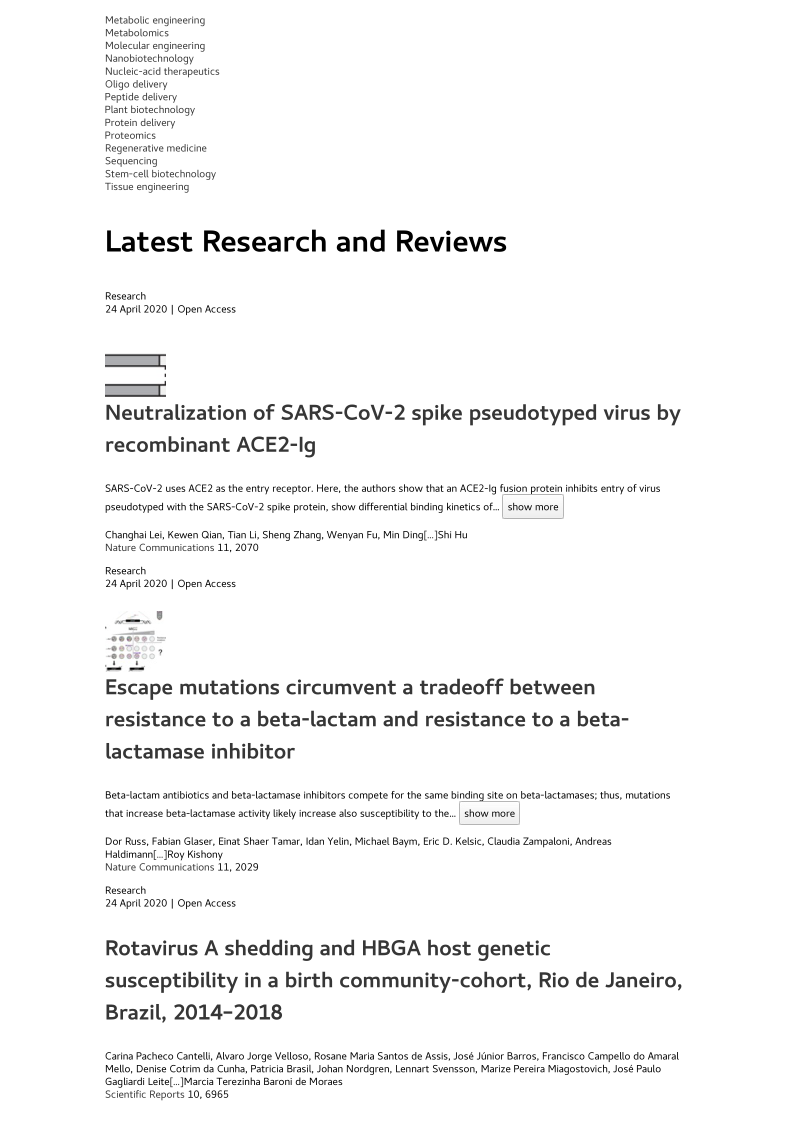 Metabolic engineering
Metabolomics
Molecular engineering
Nanobiotechnology
Nucleic-acid therapeutics
Oligo delivery
Peptide delivery
Plant biotechnology
Protein delivery
Proteomics
Regenerative medicine
Sequencing
Stem-cell biotechnology
Tissue engineering
Latest Research and Reviews
Research
24 April 2020 | Open Access
Neutralization of SARS-CoV-2 spike pseudotyped virus by
recombinant ACE2-Ig
SARS-CoV-2 uses ACE2 as the entry receptor. Here, the authors show that an ACE2-Ig fusion protein inhibits entry of virus
pseudotyped with the SARS-CoV-2 spike protein, show differential binding kinetics of... show more
Changhai Lei, Kewen Qian, Tian Li, Sheng Zhang, Wenyan Fu, Min Ding[...]Shi Hu
Nature Communications 11, 2070
Research
24 April 2020 | Open Access
?
Escape mutations circumvent a tradeoff between
resistance to a beta-lactam and resistance to a beta-
lactamase inhibitor
Beta-lactam antibiotics and beta-lactamase inhibitors compete for the same binding site on beta-lactamases; thus, mutations
that increase beta-lactamase activity likely increase also susceptibility to the... show more
Dor Russ, Fabian Glaser, Einat Shaer Tamar, Idan Yelin, Michael Baym, Eric D. Kelsic, Claudia Zampaloni, Andreas
Haldimann[...]Roy Kishony
Nature Communications 11, 2029
Research
24 April 2020 | Open Access
Rotavirus A shedding and HBGA host genetic
susceptibility in a birth community-cohort, Rio de Janeiro,
Brazil, 2014–2018
Carina Pacheco Cantelli, Alvaro Jorge Velloso, Rosane Maria Santos de Assis, José Júnior Barros, Francisco Campello do Amaral
Mello, Denise Cotrim da Cunha, Patricia Brasil, Johan Nordgren, Lennart Svensson, Marize Pereira Miagostovich, José Paulo
Gagliardi Leite[...]Marcia Terezinha Baroni de Moraes
Scientific Reports 10, 6965